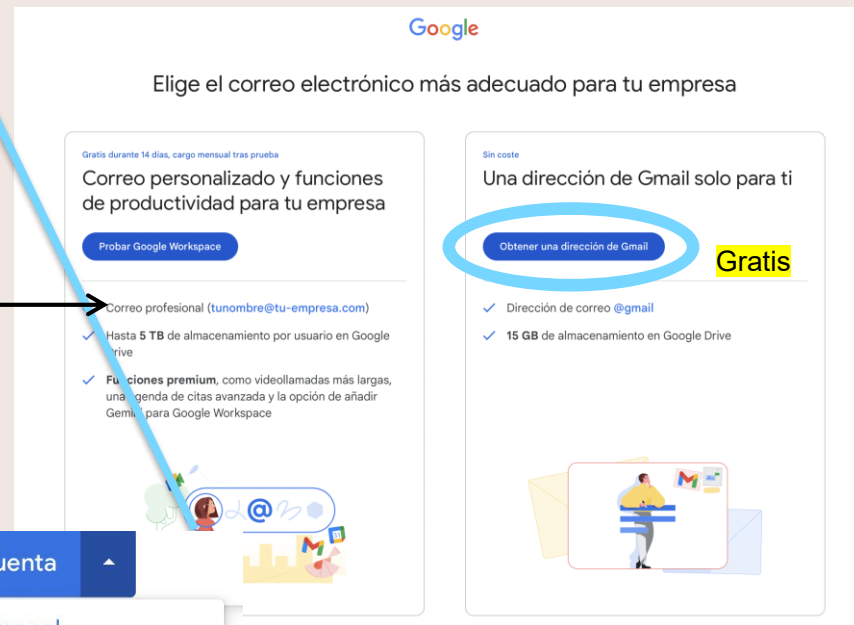 Google
Elige el correo electrónico más adecuado para tu empresa
Gratis durante 14 días, cargo mensual tras prueba
Correo personalizado y funciones
de productividad para tu empresa
Probar Google Workspace
Correo profesional (tunombre@tu-empresa.com)
Hasta 5 TB de almacenamiento por usuario en Google
Drive
Funciones premium, como videollamadas más largas,
una agenda de citas avanzada y la opción de añadir
Gemini para Google Workspace
@
Sin coste
Una dirección de Gmail solo para ti
Obtener una dirección de Gmail
Gratis
Dirección de correo @gmail
15 GB de almacenamiento en Google Drive
uenta